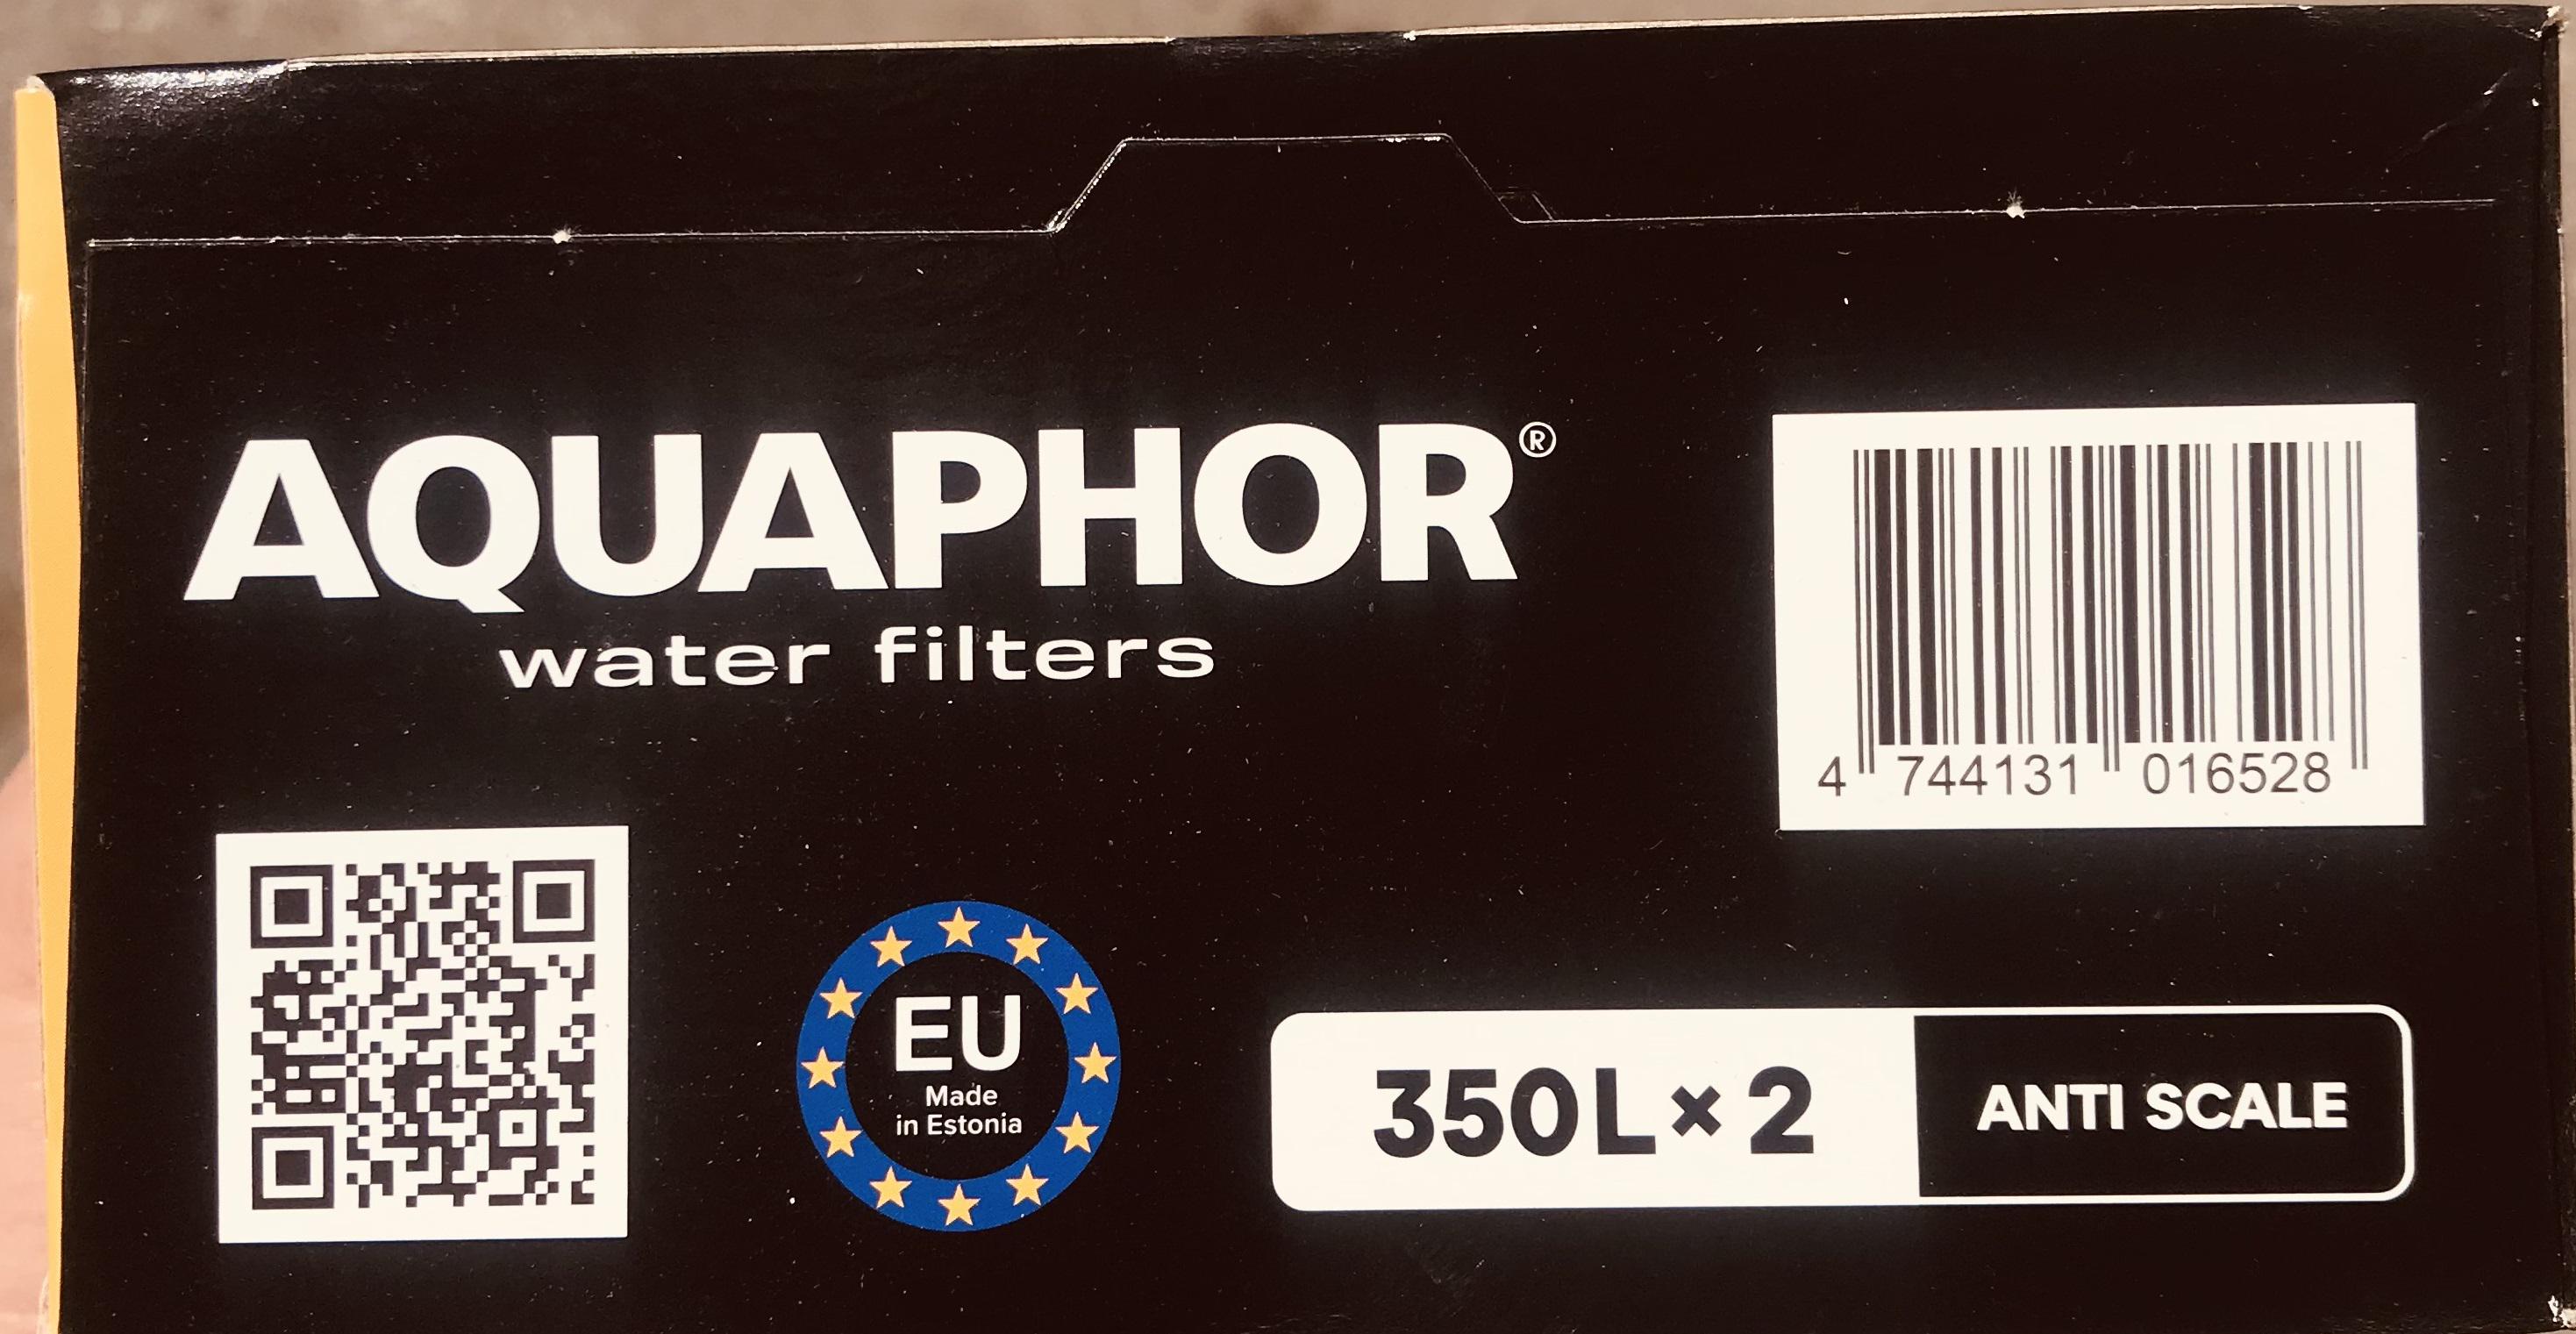 AQUAPHOR®
water filters
4 744131 016528
EU
Made
in Estonia
350L×2 ANTI SCALE